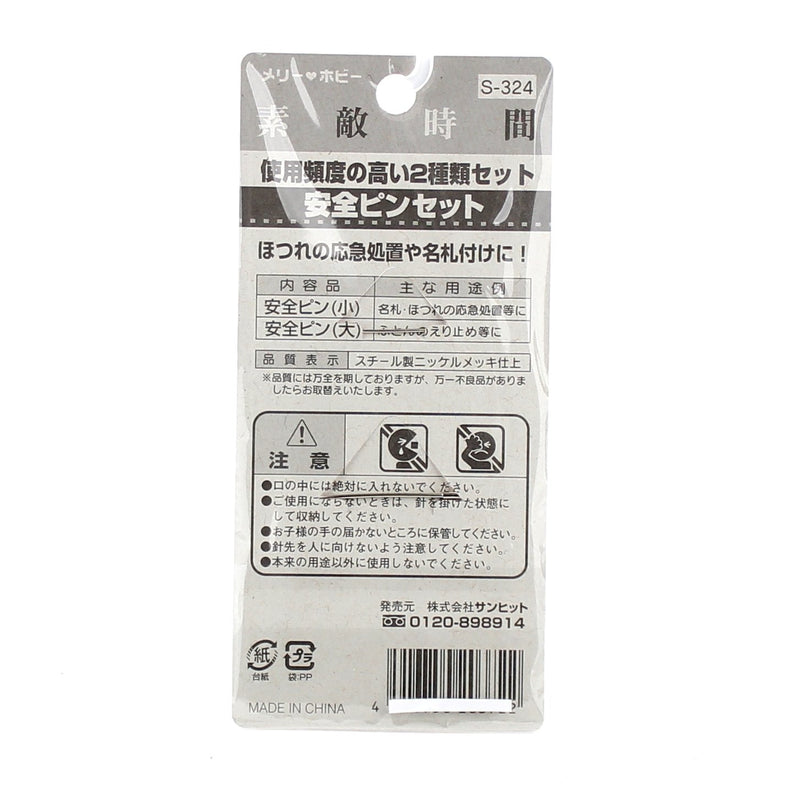 メリー♥ホビー
S-324
素敵時間
使用頻度の高い2種類セット
安全ピンセット
ほつれの応急処置や名札付けに!
内容品 主な用途例
安全ピン(小) 名札・ほつれの応急処置等に
安全ピン(大) ふとんのえり止め等に
品質表示 スチール製ニッケルメッキ仕上
※品質には万全を期しておりますが、万一不良品がありま
したらお取替えいたします。
注意
●口の中には絶対に入れないでください。
●ご使用にならないときは、針を掛けた状態に
して収納してください。
●お子様の手の届かないところに保管してください。
●針先を人に向けないよう注意してください。
●本来の用途以外に使用しないでください。
発売元 株式会社サンヒット
0120-898914
紙 プラ
台紙 袋:PP
MADE IN CHINA
4